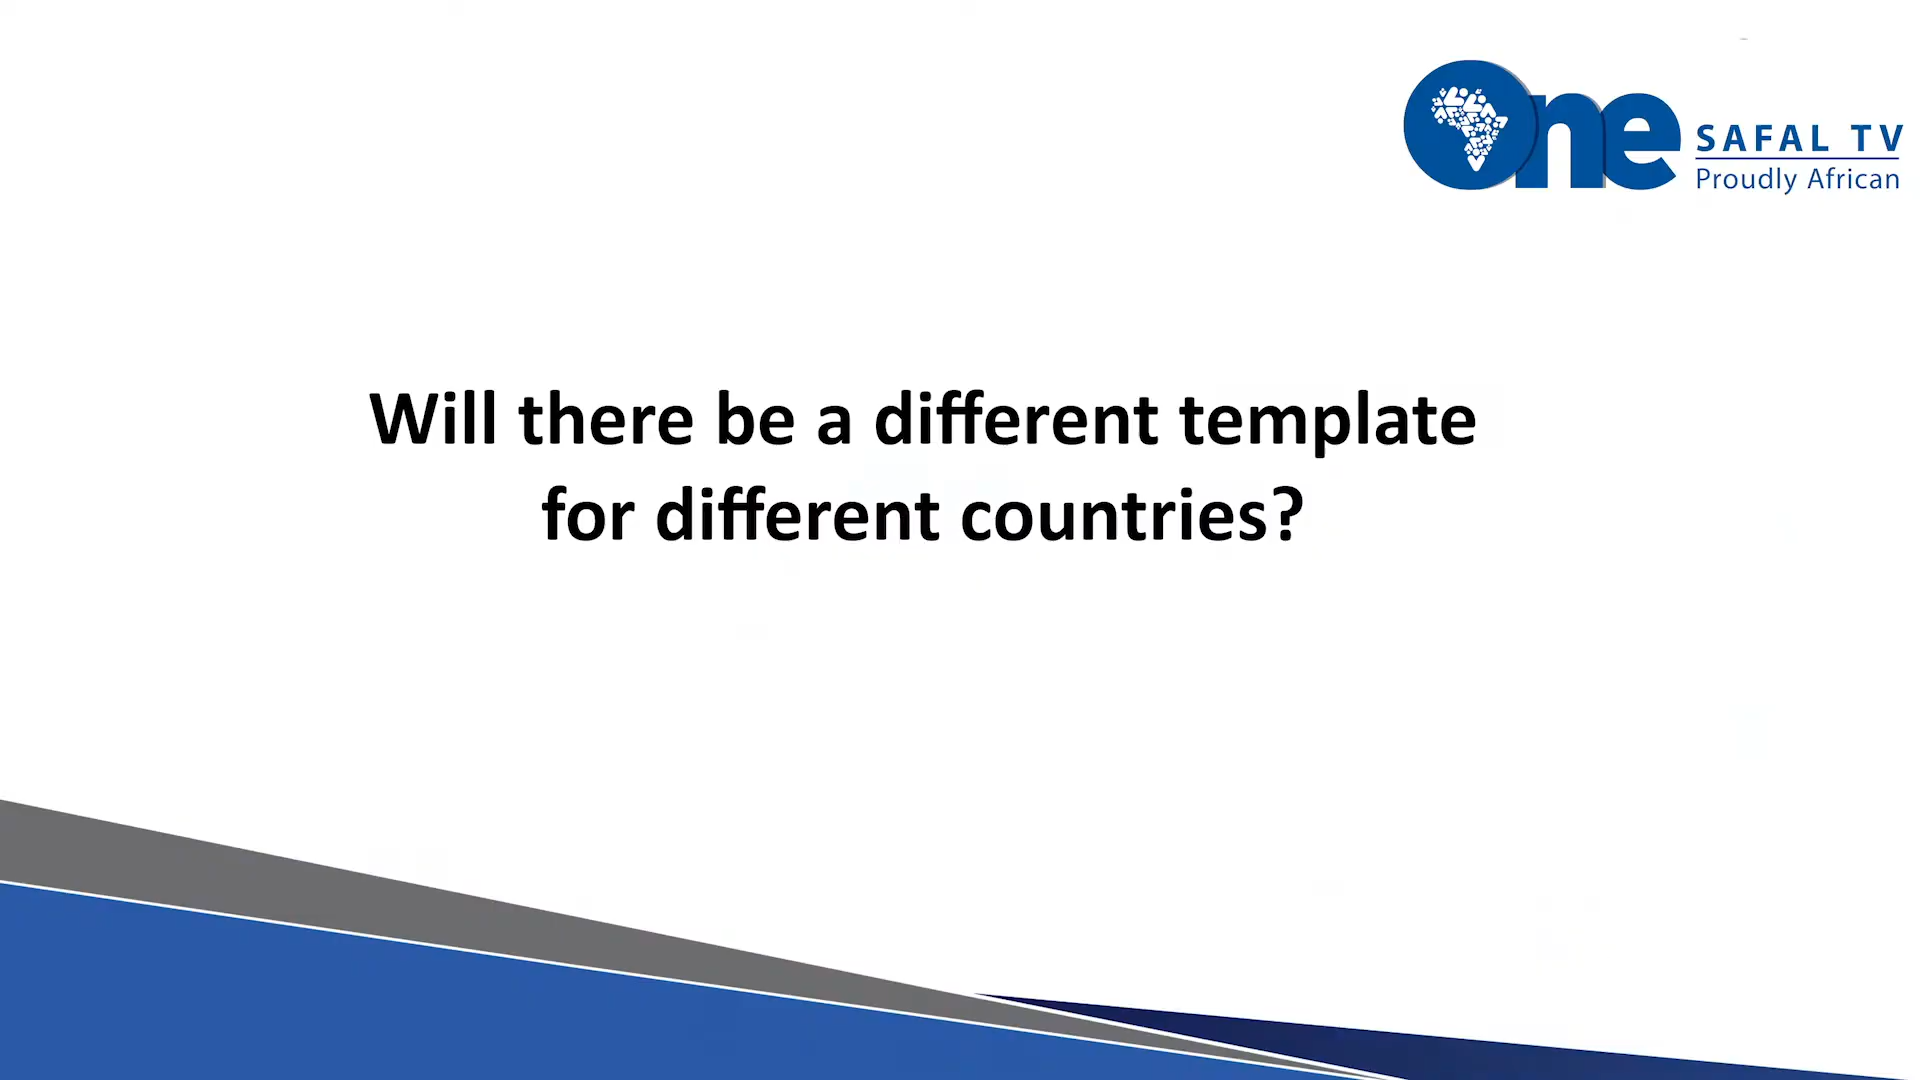 One
SAFAL TV
Proudly African
Will there be a different template
for different countries?